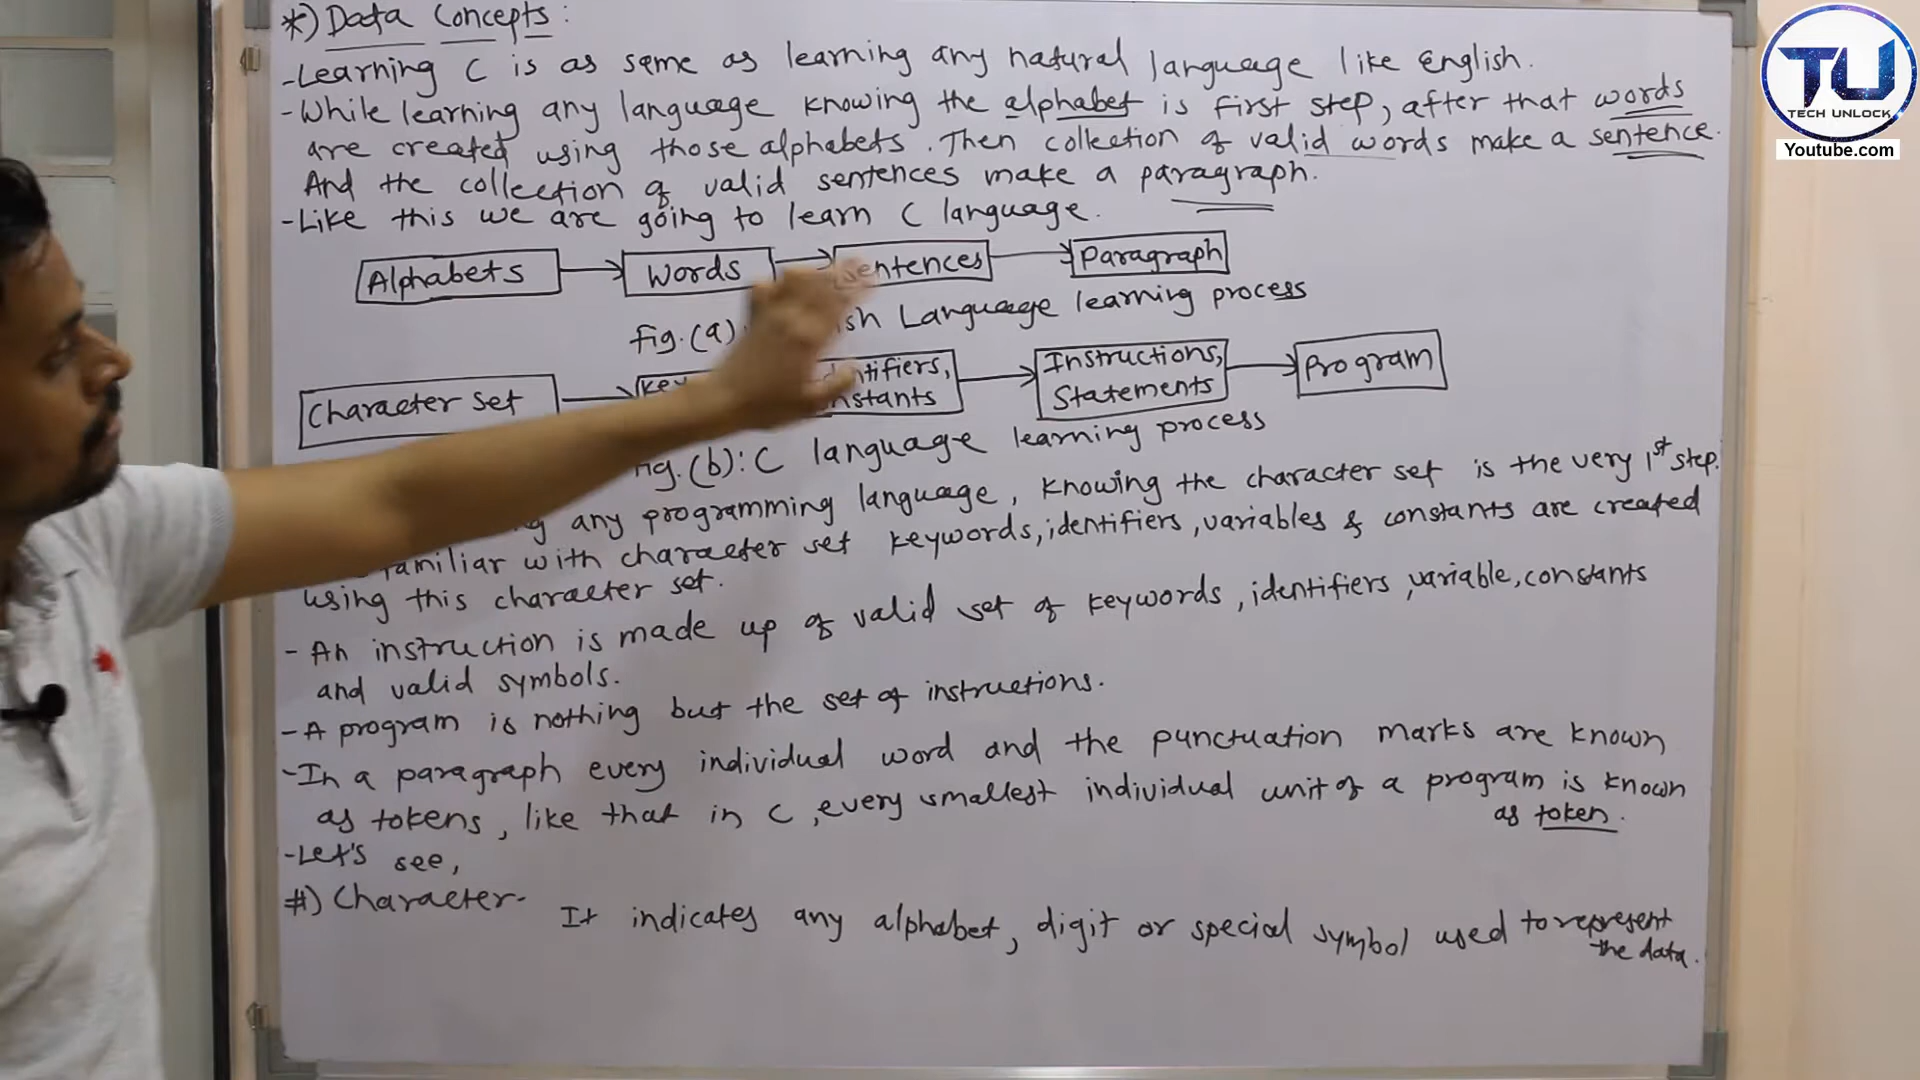 *) Data Concepts :
- Learning C is as same as learning any natural language like English.
- While learning any language knowing the alphabet is first step, after that words
are created using those alphabets. Then collection of valid words make a sentence.
And the collection of valid sentences make a paragraph.
- Like this we are going to learn C language.
Alphabets Words Sentences Paragraph
fig.(a) Language learning process
Character set Instructions, Statements Program
(b): C language learning process
any programming language, knowing the character set is the very 1st step.
familiar with character set keywords, identifiers, variables & constants are created
using this character set.
- An instruction is made up of valid set of keywords, identifiers, variable, constants
and valid symbols.
- A program is nothing but the set of instructions.
- In a paragraph every individual word and the punctuation marks are known
as tokens, like that in C, every smallest individual unit of a program is known
as token.
- Let's see,
#) Character-
It indicates any alphabet, digit or special symbol used to represent
the data.
TU
TECH UNLOCK
Youtube.com